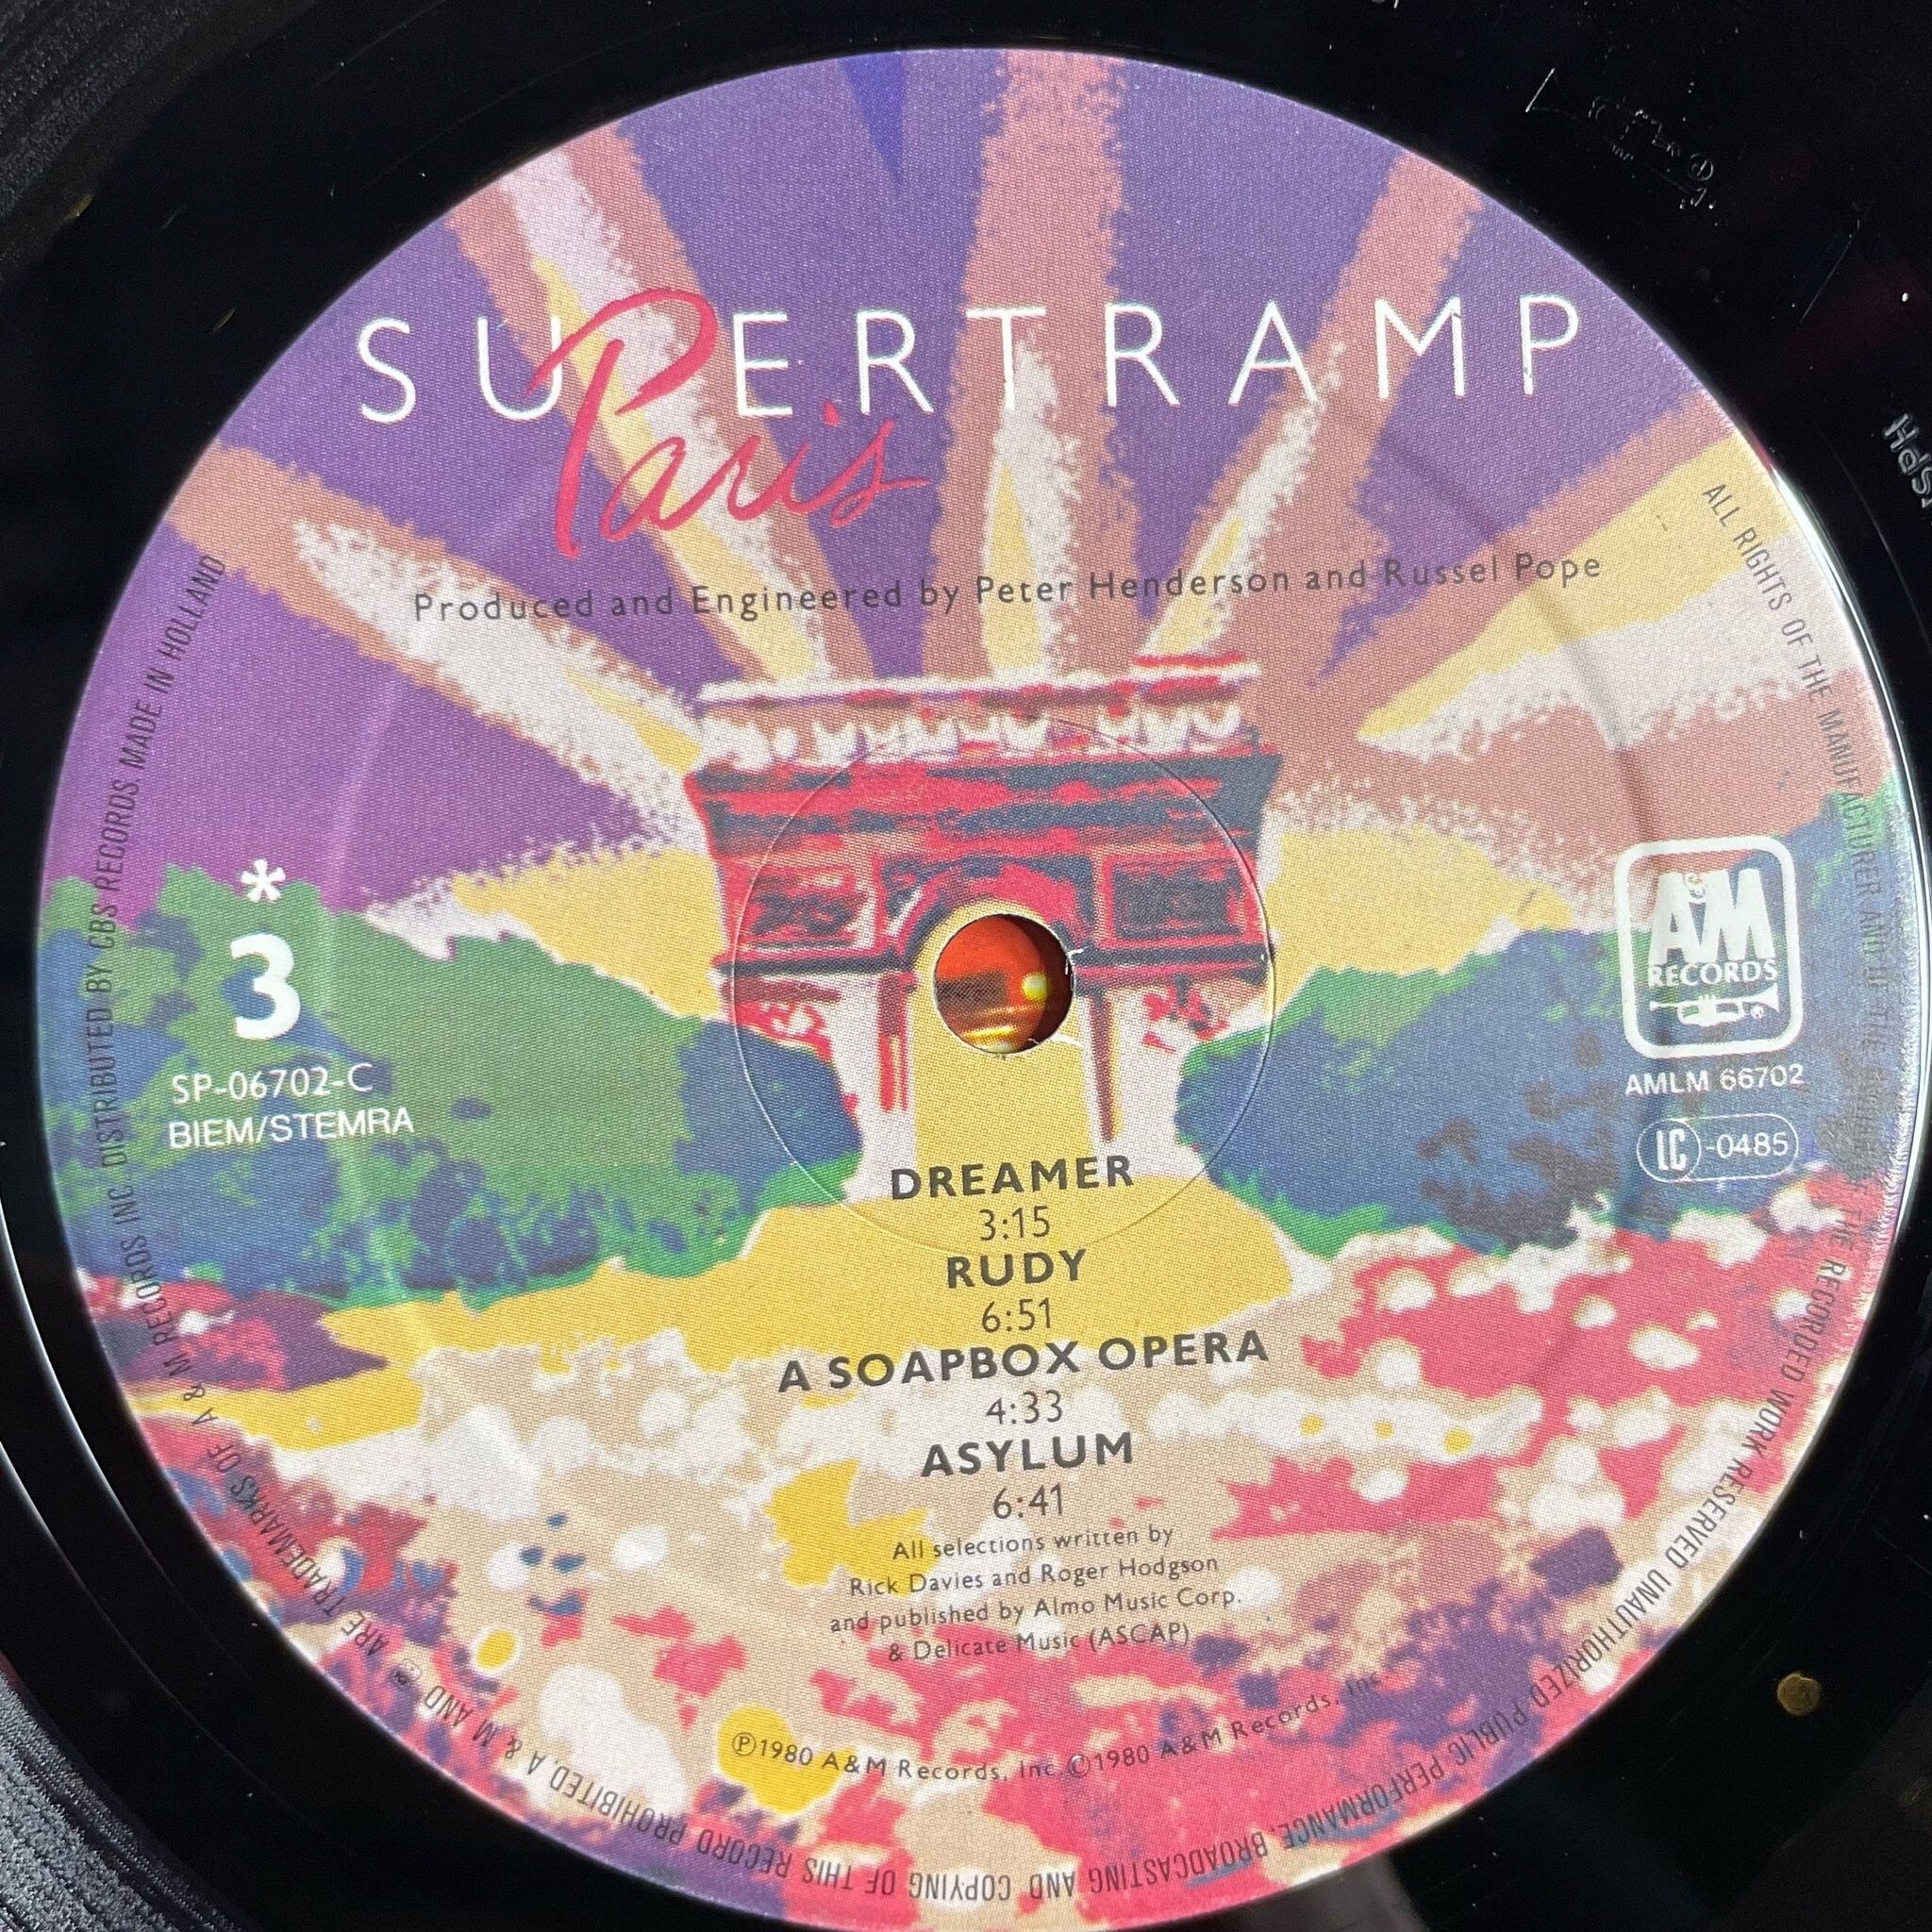 SUPERTRAMP
Paris
Produced and Engineered by Peter Henderson and Russel Pope
*
3
SP-06702-C
BIEM/STEMRA
A&M
RECORDS
®
AMLM 66702
LC-0485
DREAMER
3:15
RUDY
6:51
A SOAPBOX OPERA
4:33
ASYLUM
6:41
All selections written by
Rick Davies and Roger Hodgson
and published by Almo Music Corp.
& Delicate Music (ASCAP)
℗1980 A&M Records, Inc ©1980 A&M Records, Inc.
ALL RIGHTS OF THE MANUFACTURER AND OF THE OWNER OF THE RECORDED WORK RESERVED UNAUTHORIZED PUBLIC PERFORMANCE, BROADCASTING AND COPYING OF THIS RECORD PROHIBITED. A & M AND ARE TRADEMARKS OF A & M RECORDS INC. DISTRIBUTED BY CBS RECORDS. MADE IN HOLLAND